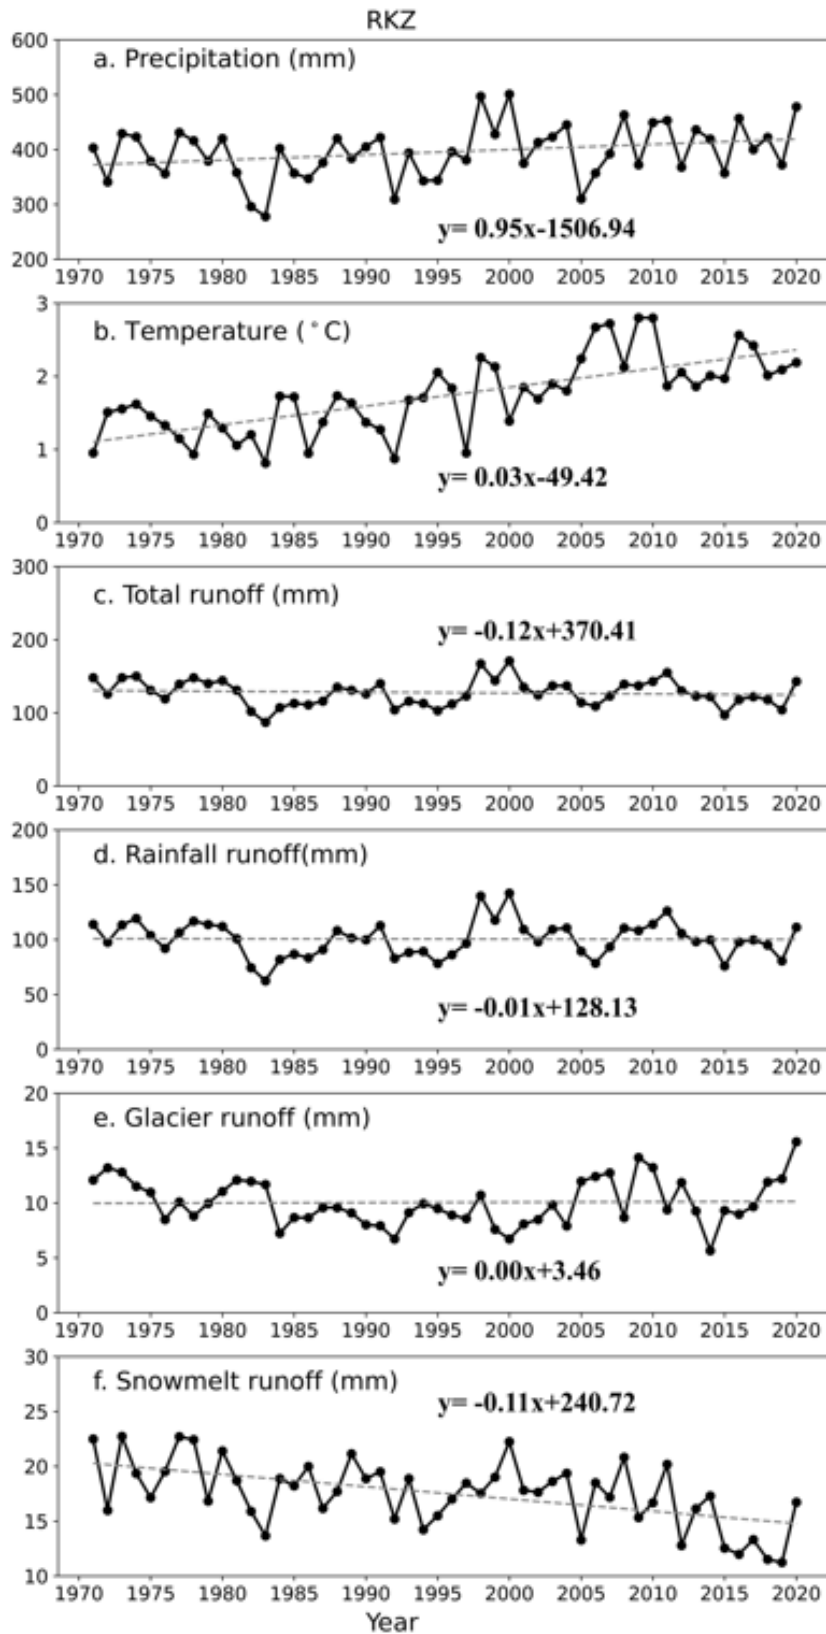 RKZ
600
a. Precipitation (mm)
500
400
300
y= 0.95x-1506.94
200
1970 1975 1980 1985 1990 1995 2000 2005 2010 2015 2020
3
b. Temperature (°C)
2
1
y= 0.03x-49.42
0
1970 1975 1980 1985 1990 1995 2000 2005 2010 2015 2020
300
c. Total runoff (mm)
y= -0.12x+370.41
200
100
0
1970 1975 1980 1985 1990 1995 2000 2005 2010 2015 2020
200
d. Rainfall runoff(mm)
150
100
50
y= -0.01x+128.13
0
1970 1975 1980 1985 1990 1995 2000 2005 2010 2015 2020
20
e. Glacier runoff (mm)
15
10
5
y= 0.00x+3.46
0
1970 1975 1980 1985 1990 1995 2000 2005 2010 2015 2020
30
f. Snowmelt runoff (mm)
y= -0.11x+240.72
25
20
15
10
1970 1975 1980 1985 1990 1995 2000 2005 2010 2015 2020
Year